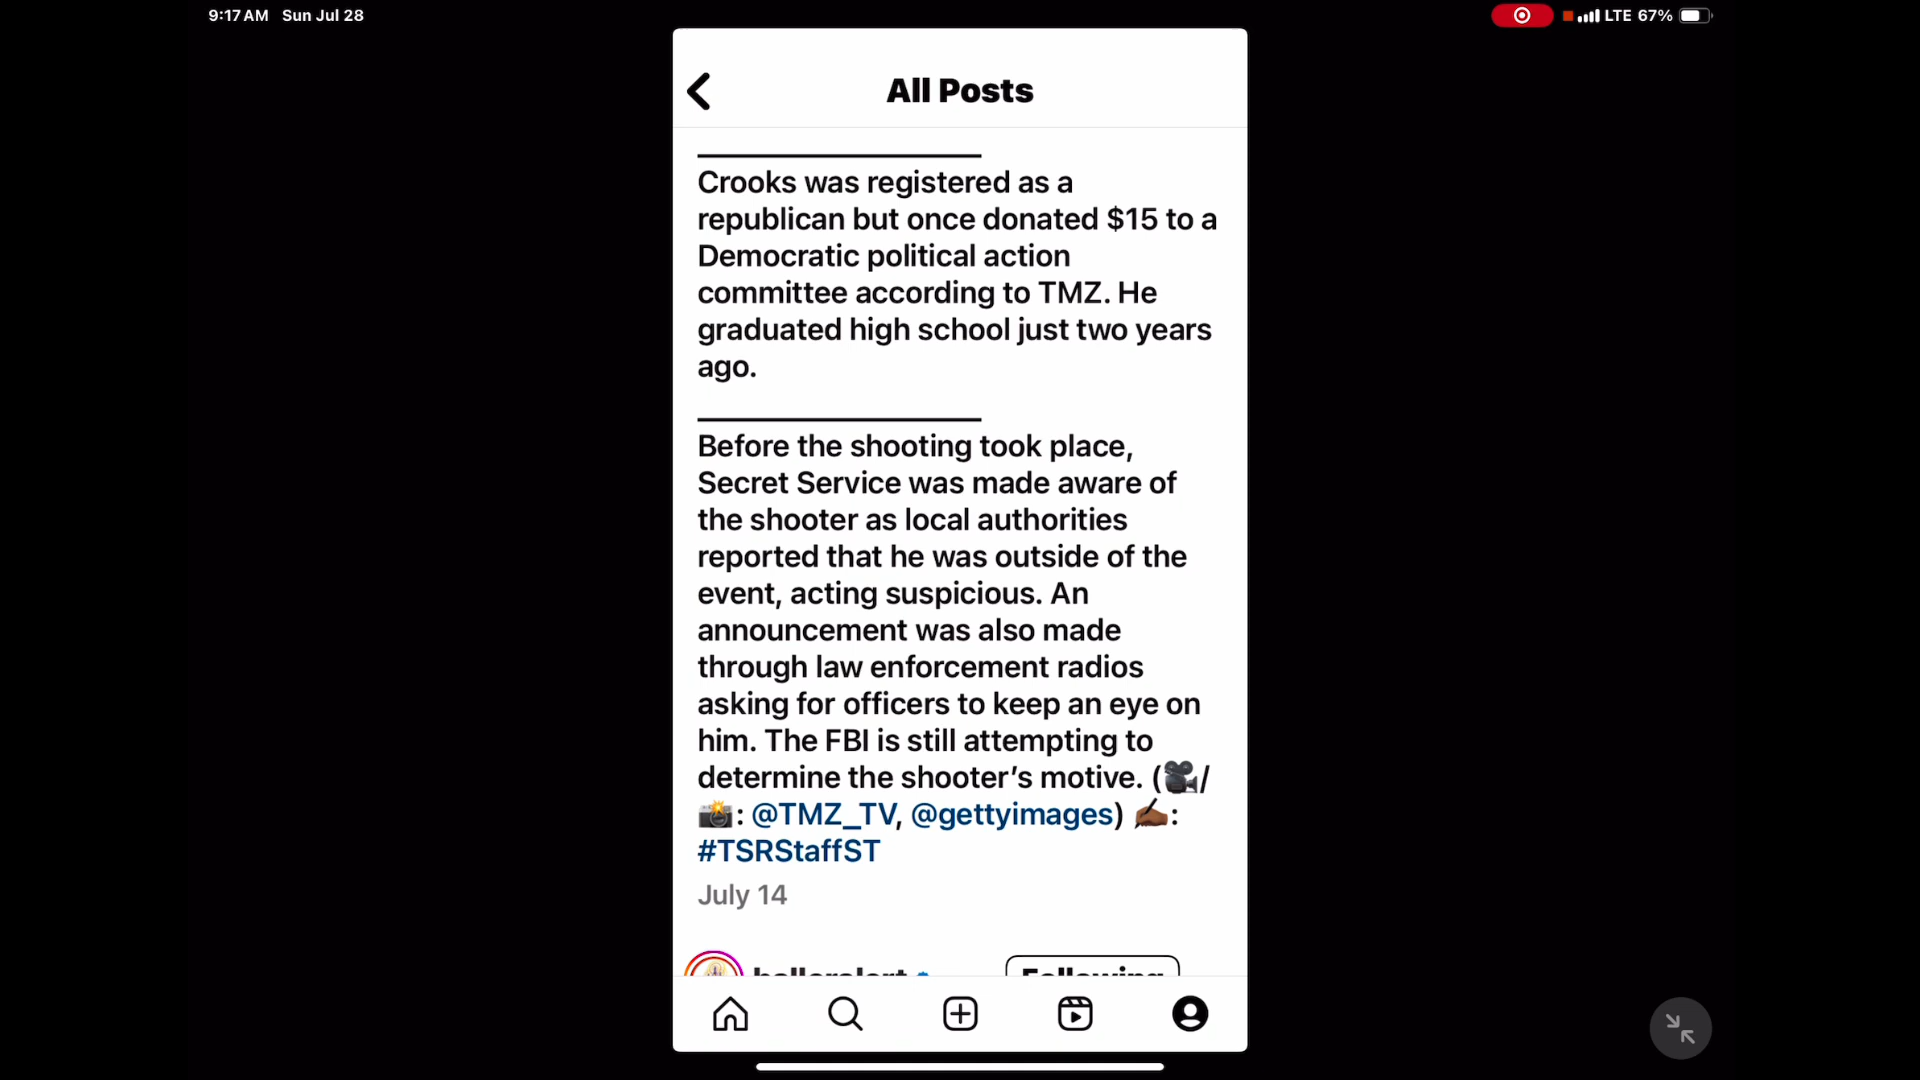 9:17 AM Sun Jul 28
LTE 67%
All Posts
Crooks was registered as a
republican but once donated $15 to a
Democratic political action
committee according to TMZ. He
graduated high school just two years
ago.
Before the shooting took place,
Secret Service was made aware of
the shooter as local authorities
reported that he was outside of the
event, acting suspicious. An
announcement was also made
through law enforcement radios
asking for officers to keep an eye on
him. The FBI is still attempting to
determine the shooter’s motive. (🎥/
📸: @TMZ_TV, @gettyimages) ✍🏾:
#TSRStaffST
July 14
Following